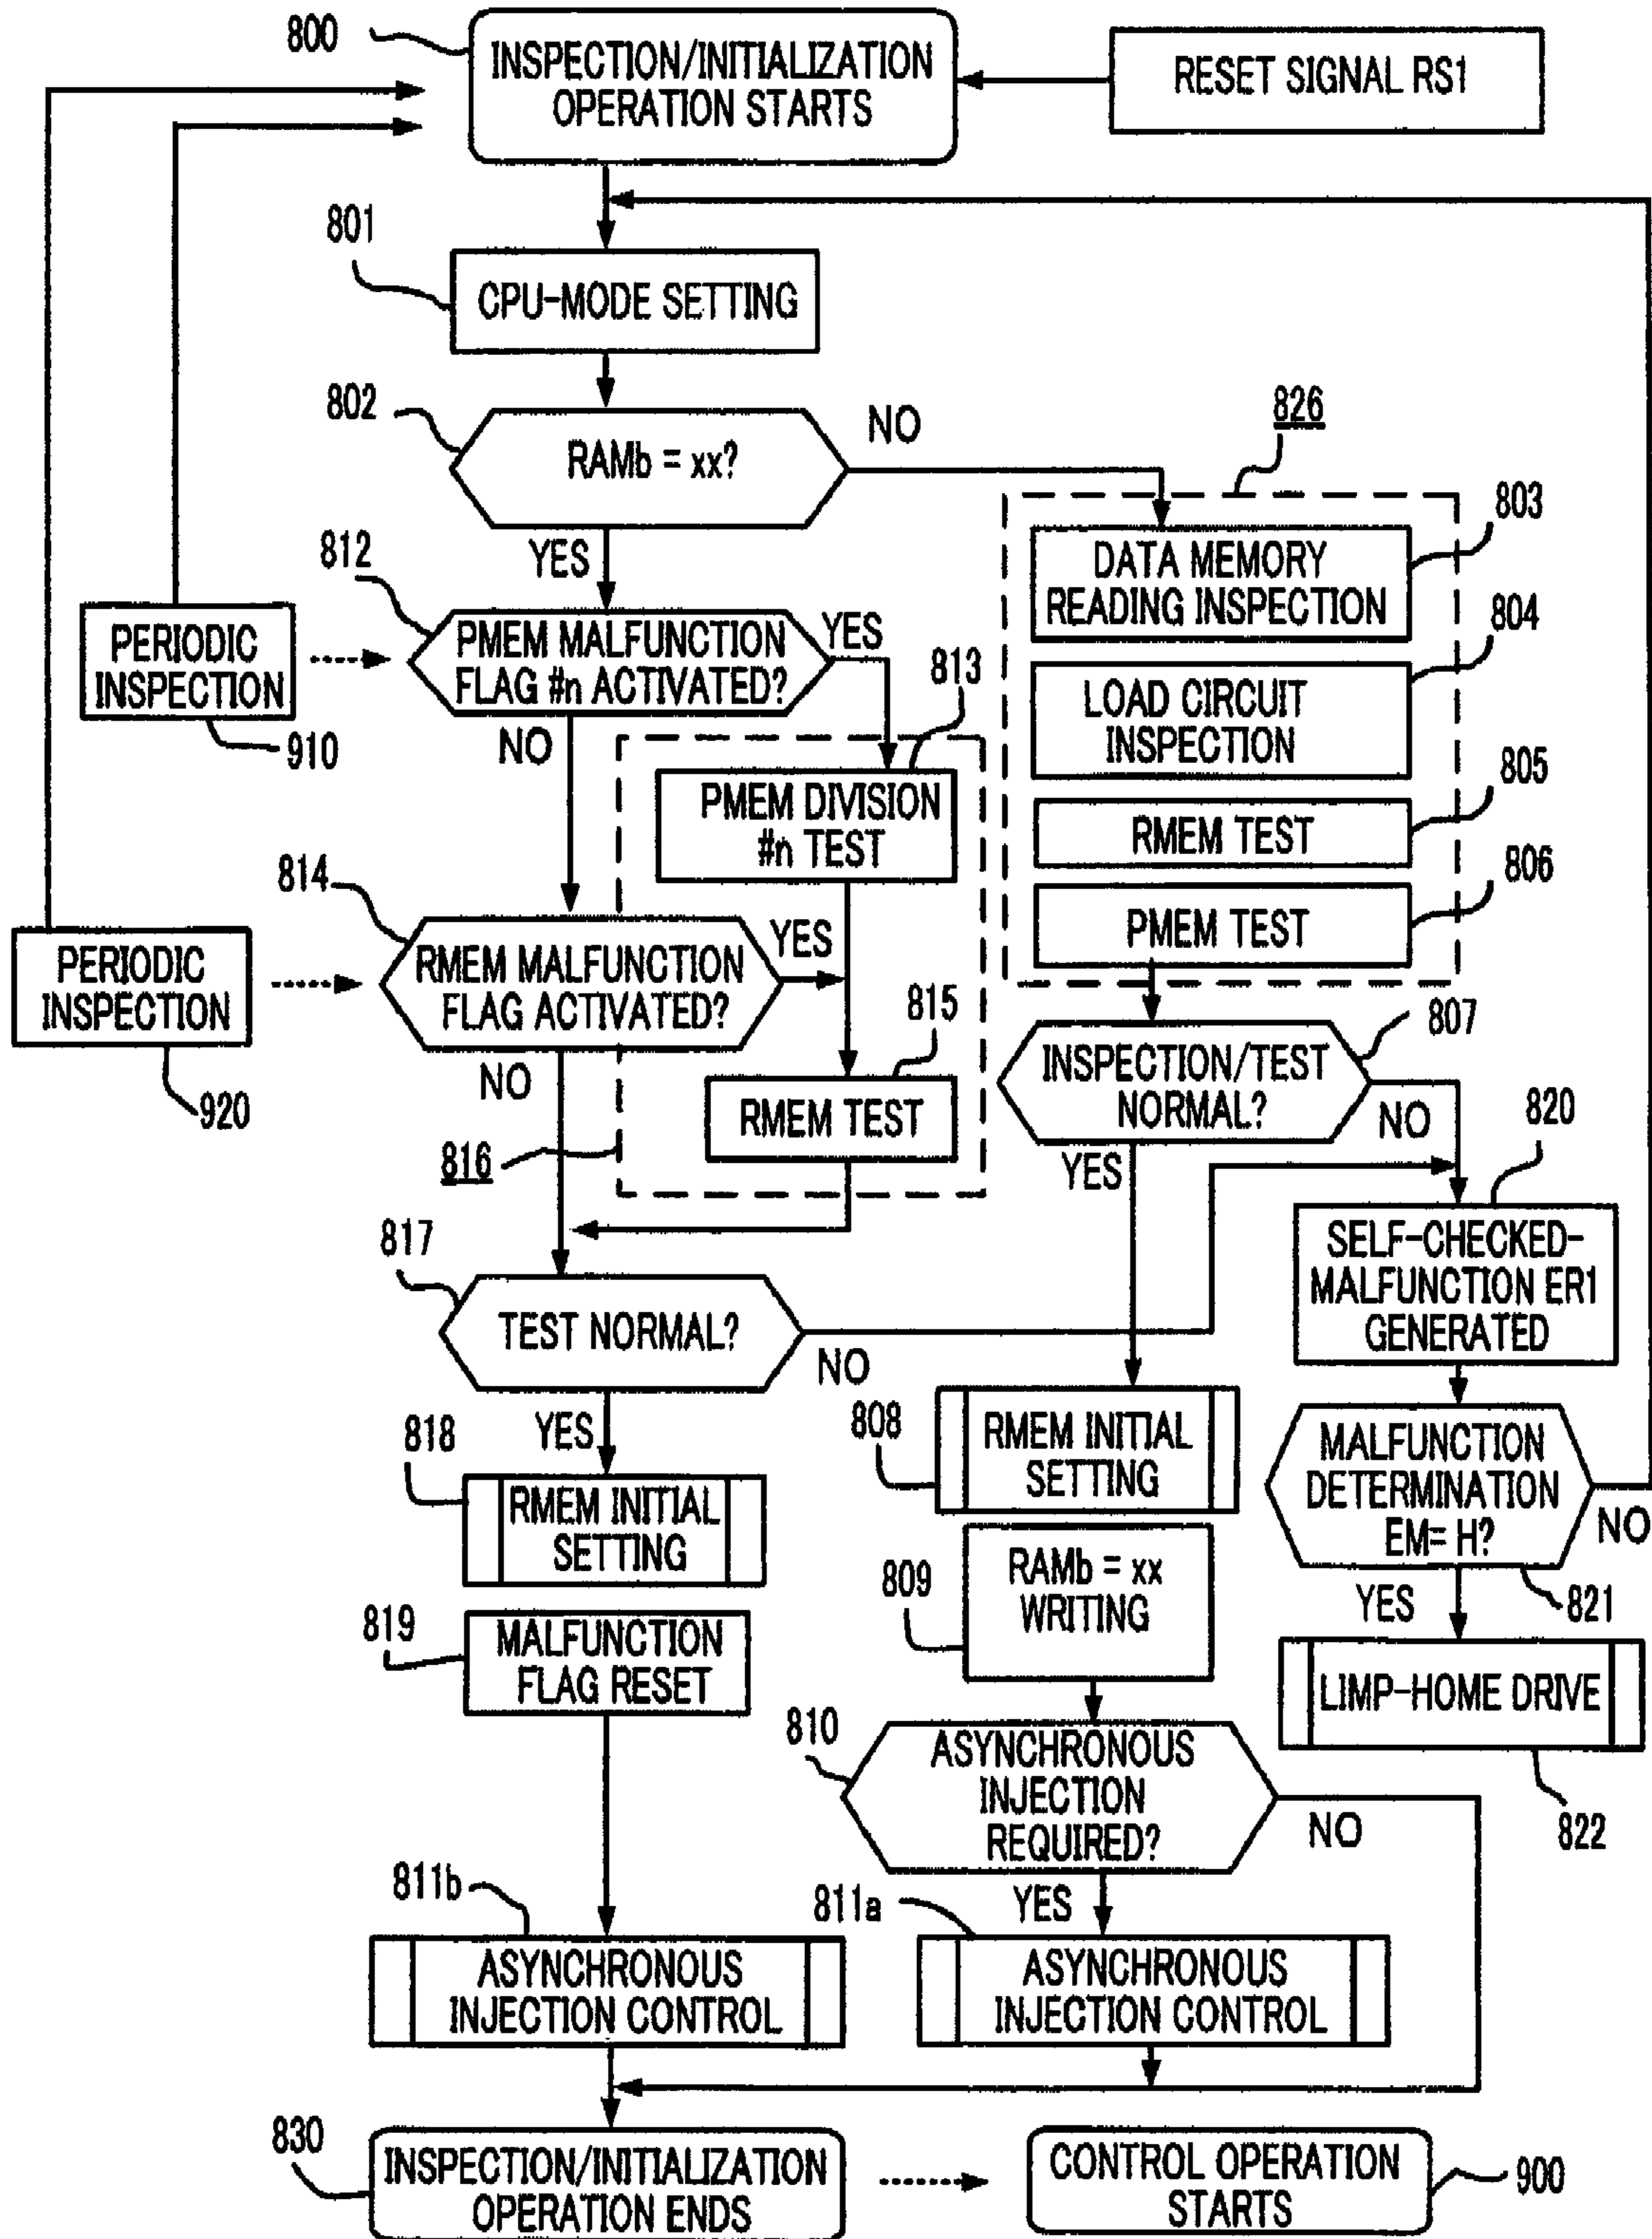 800
INSPECTION/INITIALIZATION
OPERATION STARTS
RESET SIGNAL RS1
801
CPU-MODE SETTING
802
RAMb = xx?
NO
YES
826
803
DATA MEMORY
READING INSPECTION
804
LOAD CIRCUIT
INSPECTION
805
RMEM TEST
806
PMEM TEST
812
PMEM MALFUNCTION
FLAG #n ACTIVATED?
YES
NO
PERIODIC
INSPECTION
910
813
PMEM DIVISION
#n TEST
814
RMEM MALFUNCTION
FLAG ACTIVATED?
YES
NO
PERIODIC
INSPECTION
920
815
RMEM TEST
816
807
INSPECTION/TEST
NORMAL?
NO
YES
820
SELF-CHECKED-
MALFUNCTION ER1
GENERATED
817
TEST NORMAL?
NO
YES
818
RMEM INITIAL
SETTING
808
RMEM INITIAL
SETTING
MALFUNCTION
DETERMINATION
EM= H?
NO
YES
821
819
MALFUNCTION
FLAG RESET
809
RAMb = xx
WRITING
LIMP-HOME DRIVE
822
810
ASYNCHRONOUS
INJECTION
REQUIRED?
NO
YES
811b
ASYNCHRONOUS
INJECTION CONTROL
811a
ASYNCHRONOUS
INJECTION CONTROL
830
INSPECTION/INITIALIZATION
OPERATION ENDS
CONTROL OPERATION
STARTS
900